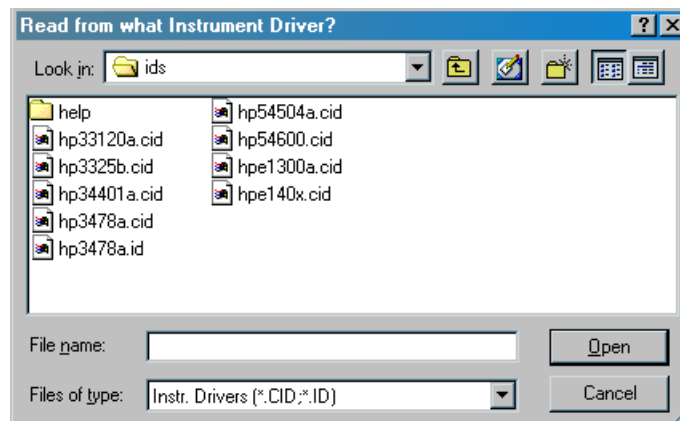 Read from what Instrument Driver?
Look in: ids
help hp54504a.cid
hp33120a.cid hp54600.cid
hp3325b.cid hpe1300a.cid
hp34401a.cid hpe140x.cid
hp3478a.cid
hp3478a.id
File name: Open
Files of type: Instr. Drivers (*.CID;*.ID) Cancel